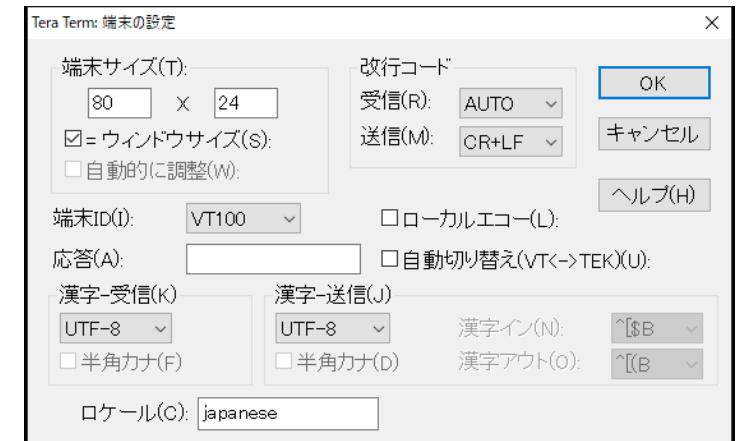 Tera Term: 端末の設定
端末サイズ(T):
80 X 24
=ウィンドウサイズ(S):
自動的に調整(W):
改行コード
受信(R): AUTO
送信(M): CR+LF
OK
キャンセル
ヘルプ(H)
端末ID(I): VT100
ローカルエコー(L):
応答(A):
自動切り替え(VT<->TEK)(U):
漢字-受信(K)
UTF-8
半角カナ(F)
漢字-送信(J)
UTF-8
半角カナ(D)
漢字イン(N): ^[$B
漢字アウト(O): ^[(B
ロケール(C): japanese